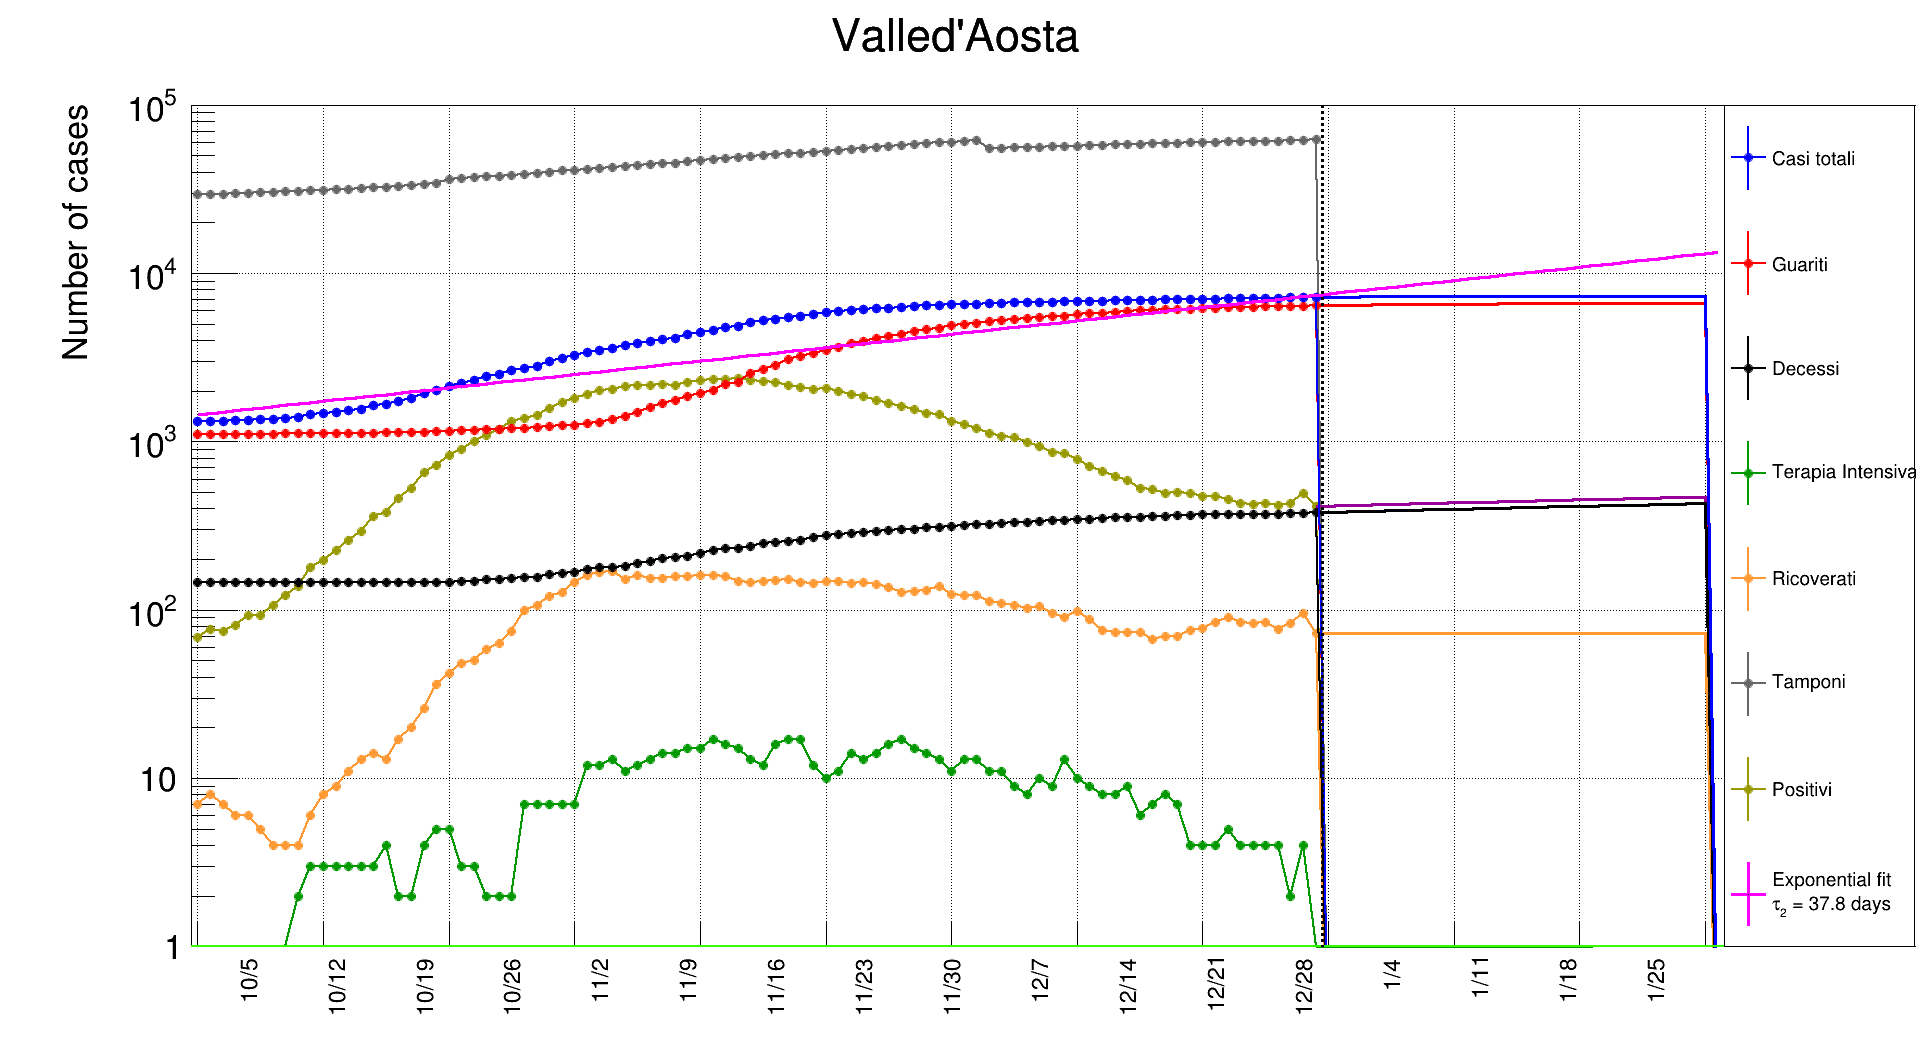 Valled'Aosta
Number of cases
10^5
10^4
10^3
10^2
10
1
10/5
10/12
10/19
10/26
11/2
11/9
11/16
11/23
11/30
12/7
12/14
12/21
12/28
1/4
1/11
1/18
1/25
Casi totali
Guariti
Decessi
Terapia Intensiva
Ricoverati
Tamponi
Positivi
Exponential fit
τ₂ = 37.8 days